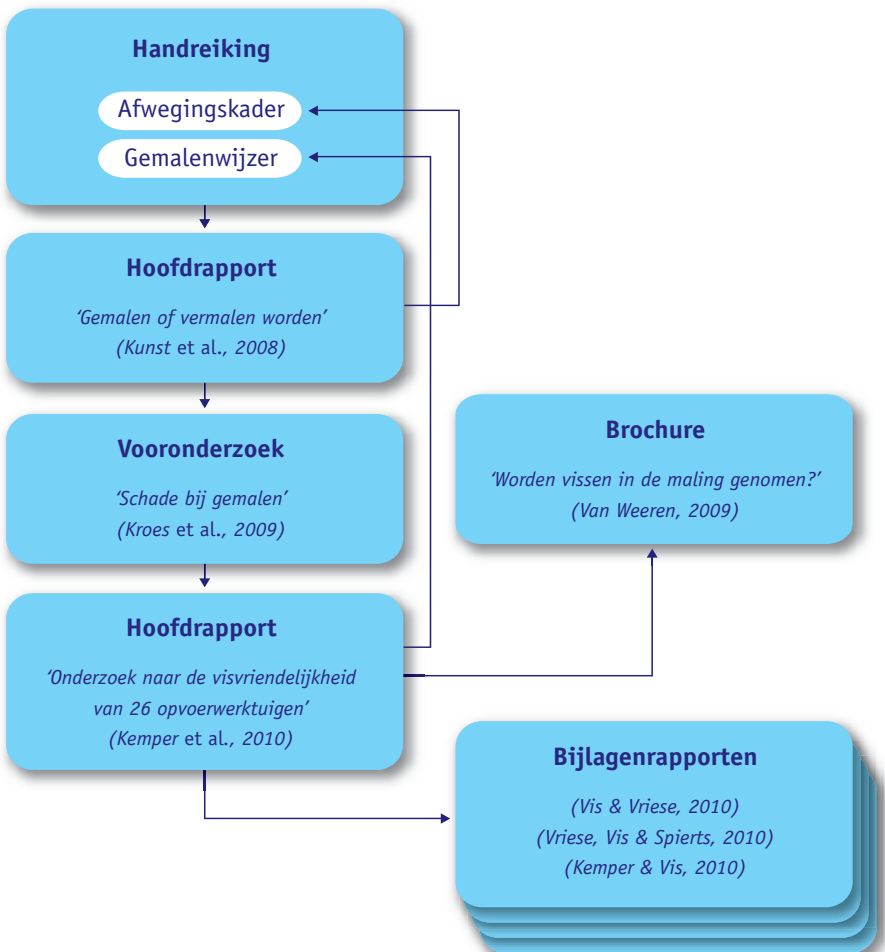 Handreiking
Afwegingskader
Gemalenwijzer
Hoofdrapport
‘Gemalen of vermalen worden’
(Kunst et al., 2008)
Vooronderzoek
‘Schade bij gemalen’
(Kroes et al., 2009)
Hoofdrapport
‘Onderzoek naar de visvriendelijkheid
van 26 opvoerwerktuigen’
(Kemper et al., 2010)
Brochure
‘Worden vissen in de maling genomen?’
(Van Weeren, 2009)
Bijlagenrapporten
(Vis & Vriese, 2010)
(Vriese, Vis & Spierts, 2010)
(Kemper & Vis, 2010)